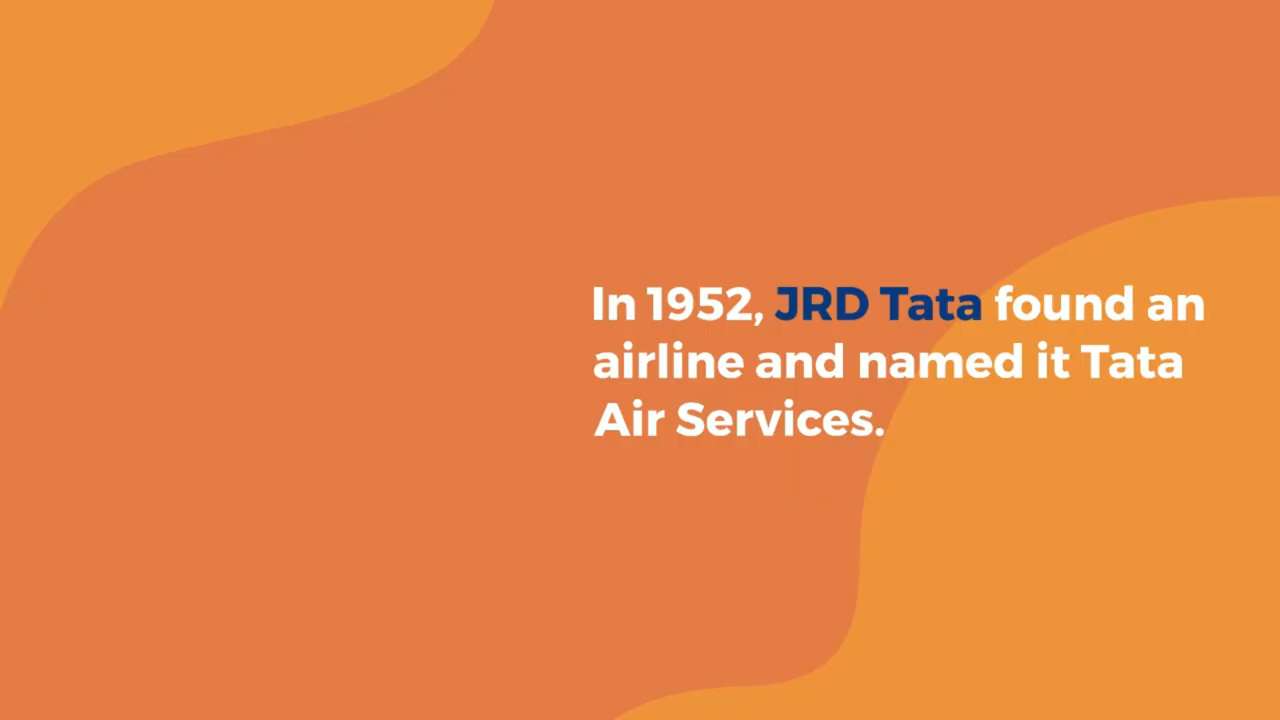 In 1952, JRD Tata found an
airline and named it Tata
Air Services.